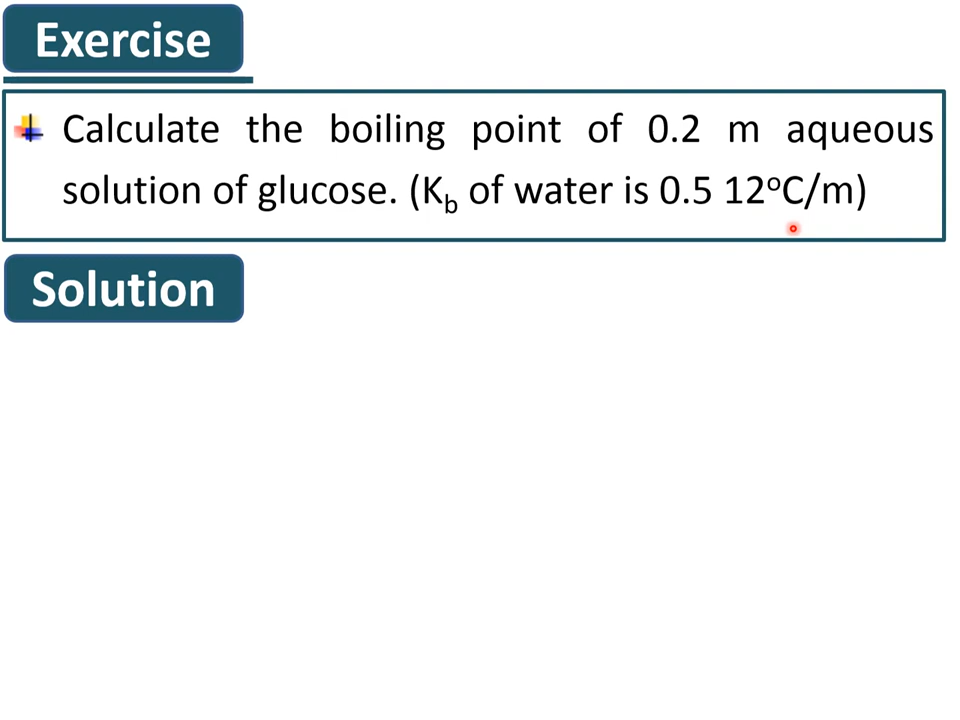 Exercise
Calculate the boiling point of 0.2 m aqueous
solution of glucose. (Kb of water is 0.5 12oC/m)
Solution